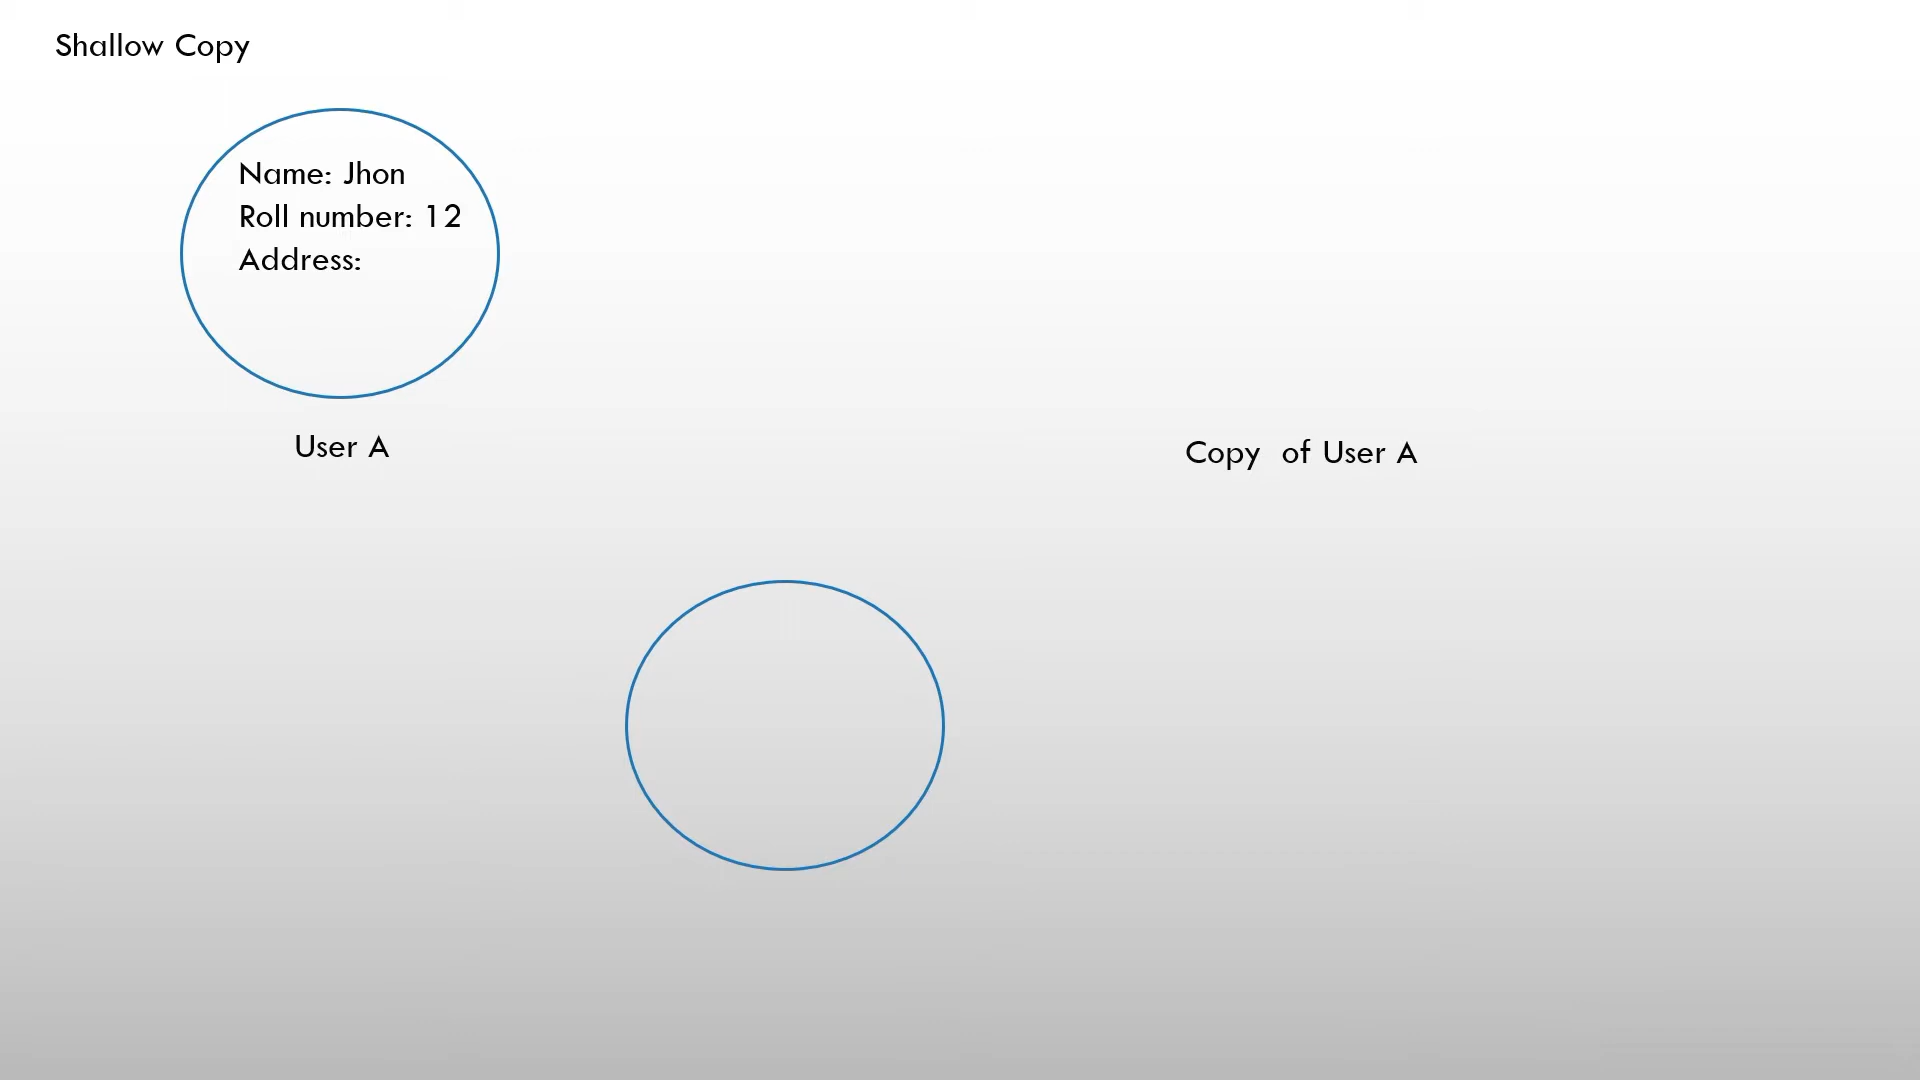 Shallow Copy
Name: Jhon
Roll number: 12
Address:
User A
Copy  of User A